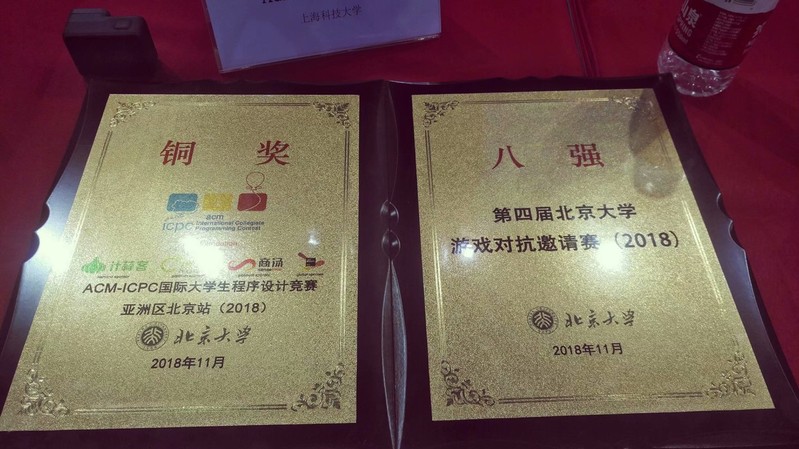 上海科技大学
铜 奖
acm
icpc
International Collegiate
Programming Contest
计蒜客
商汤
ACM-ICPC国际大学生程序设计竞赛
亚洲区北京站（2018）
北京大学
2018年11月
八 强
第四届北京大学
游戏对抗邀请赛（2018）
北京大学
2018年11月